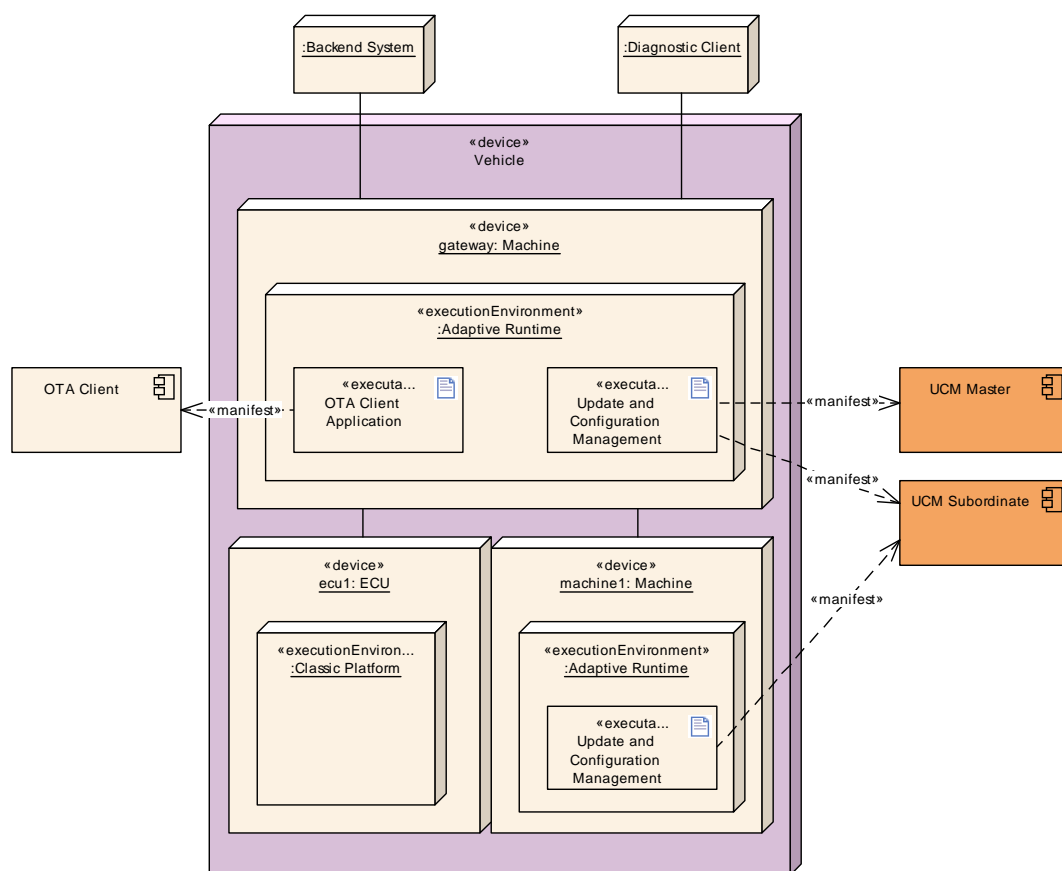 :Backend System
:Diagnostic Client
«device»
Vehicle
«device»
gateway: Machine
«executionEnvironment»
:Adaptive Runtime
OTA Client
«manifest»
«executa...
OTA Client
Application
«executa...
Update and
Configuration
Management
«manifest»
UCM Master
«manifest»
UCM Subordinate
«device»
ecu1: ECU
«executionEnviron...
:Classic Platform
«device»
machine1: Machine
«executionEnvironment»
:Adaptive Runtime
«executa...
Update and
Configuration
Management
«manifest»